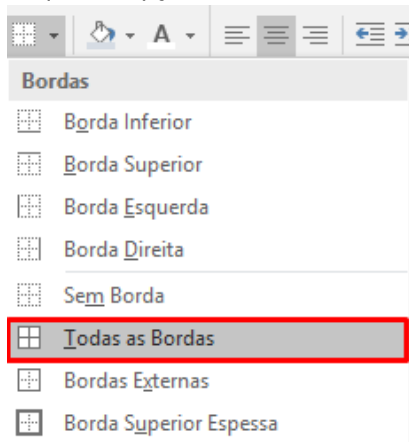 A
Bordas
Borda Inferior
Borda Superior
Borda Esquerda
Borda Direita
Sem Borda
Todas as Bordas
Bordas Externas
Borda Superior Espessa